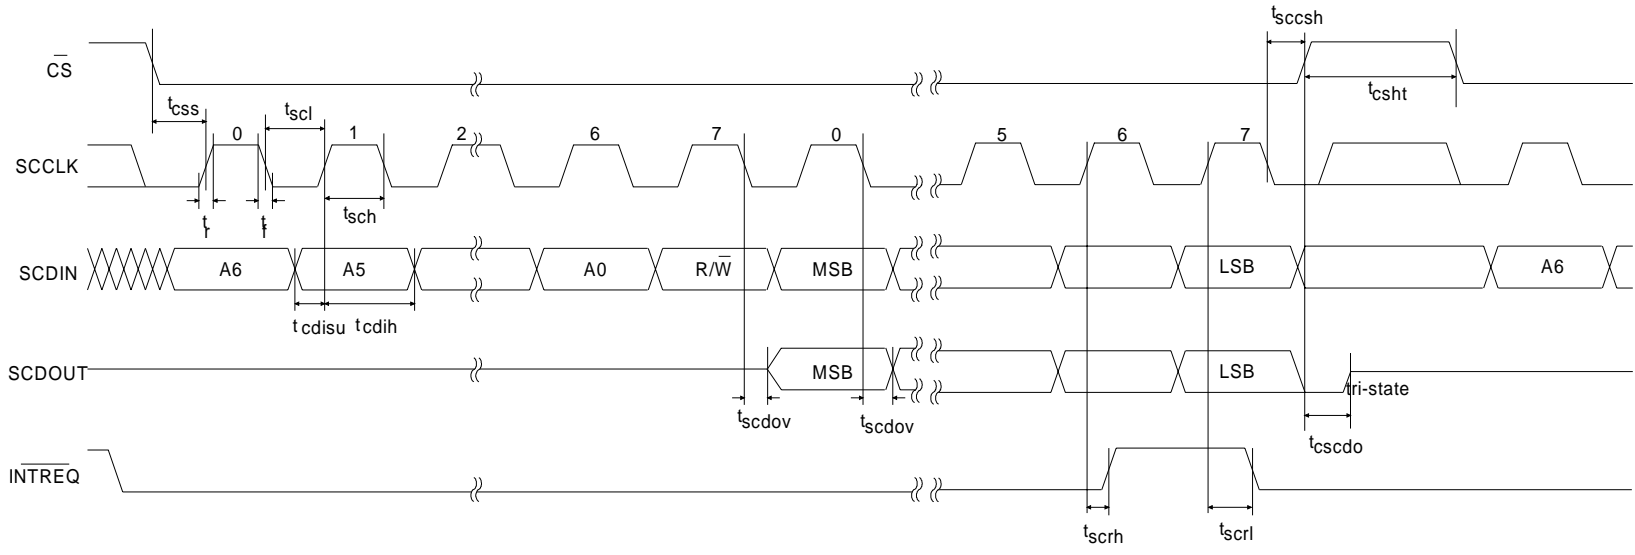 tsccsh
CS
tcss
tscl
tcsht
SCCLK
0 1 2 6 7 0 5 6 7
tr
tf
tsch
SCDIN
A6 A5 A0 R/W MSB LSB A6
tcdisu tcdih
SCDOUT
MSB LSB
tri-state
tscdov tscdov
tcscdo
INTREQ
tscrh tscrl